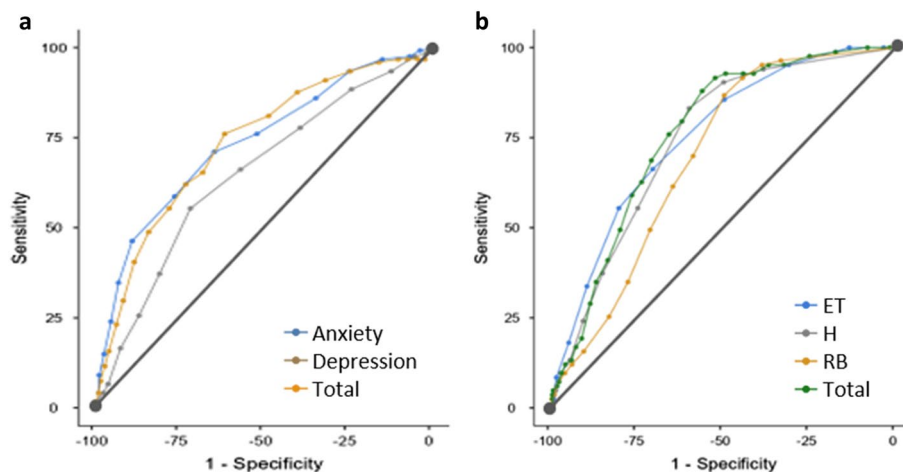 a
100
75
50
25
0
Sensitivity
-100 -75 -50 -25 0
1 - Specificity
Anxiety
Depression
Total
b
100
75
50
25
0
Sensitivity
-100 -75 -50 -25 0
1 - Specificity
ET
H
RB
Total